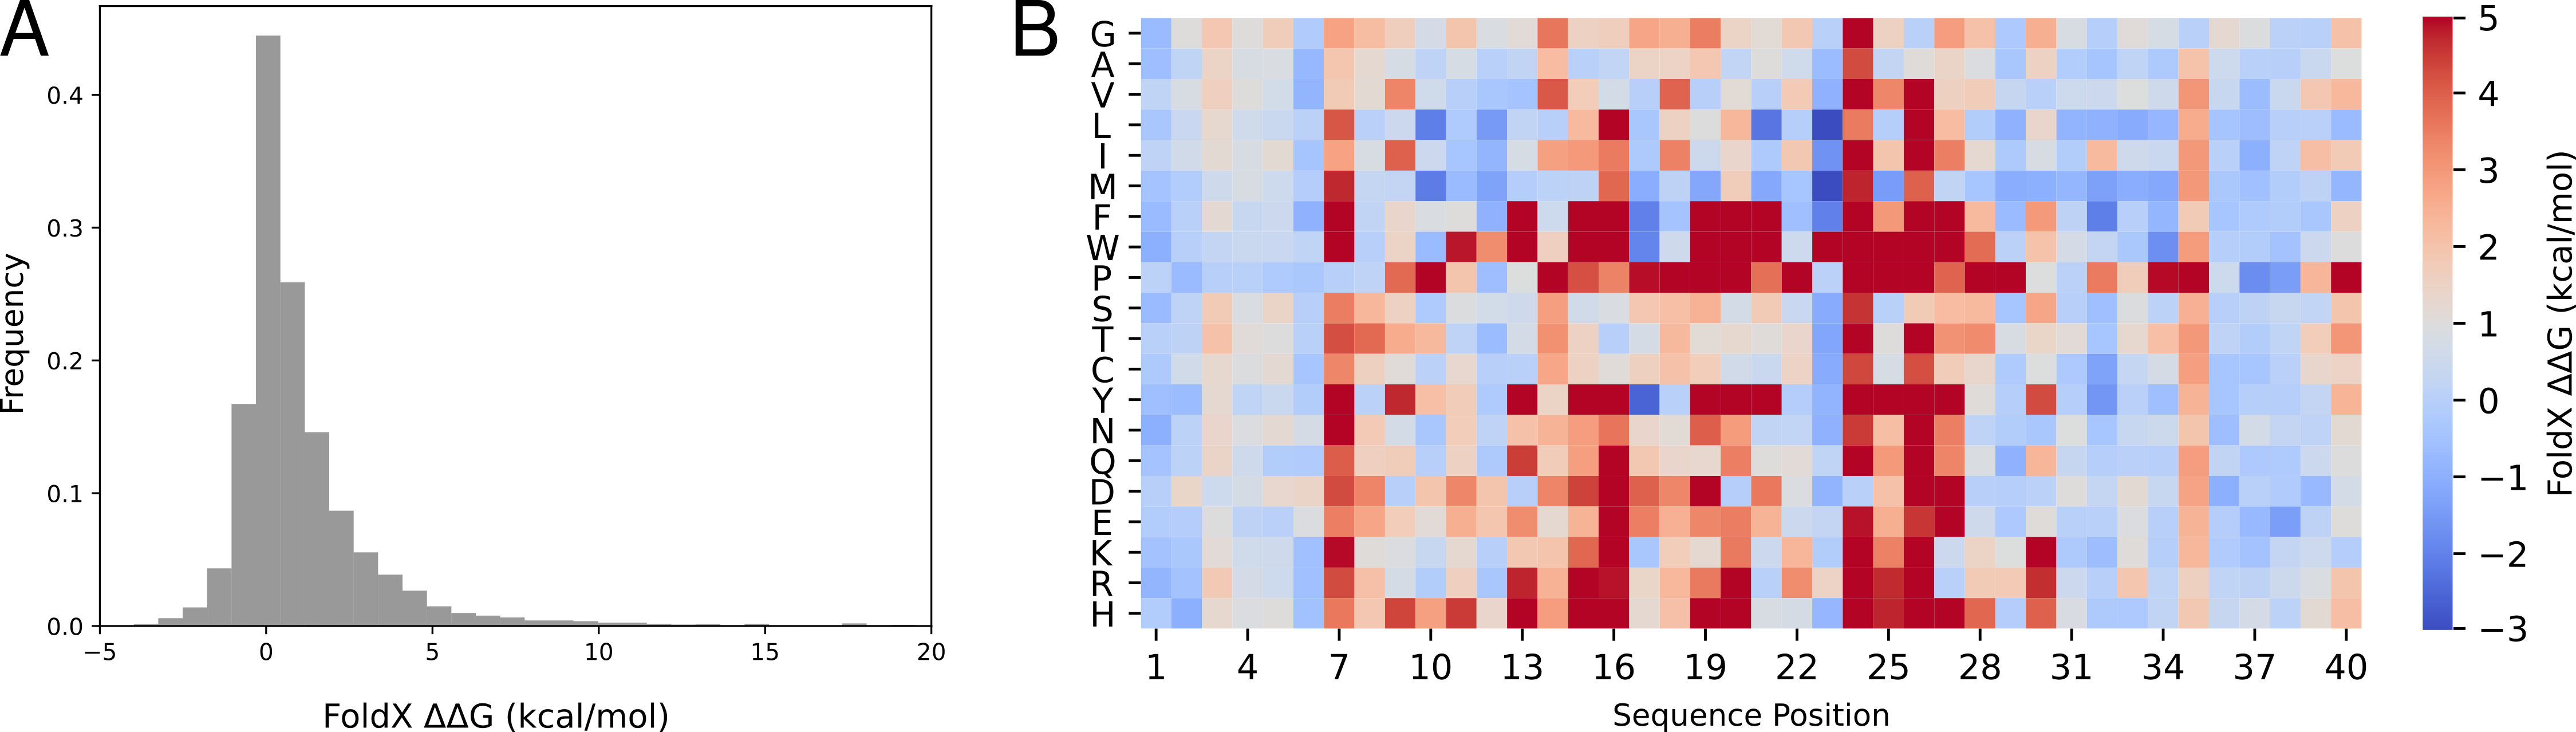 A
Frequency
0.4
0.3
0.2
0.1
0.0
−5 0 5 10 15 20
FoldX ΔΔG (kcal/mol)
B
G
A
V
L
I
M
F
W
P
S
T
C
Y
N
Q
D
E
K
R
H
1 4 7 10 13 16 19 22 25 28 31 34 37 40
Sequence Position
5
4
3
2
1
0
−1
−2
−3
FoldX ΔΔG (kcal/mol)